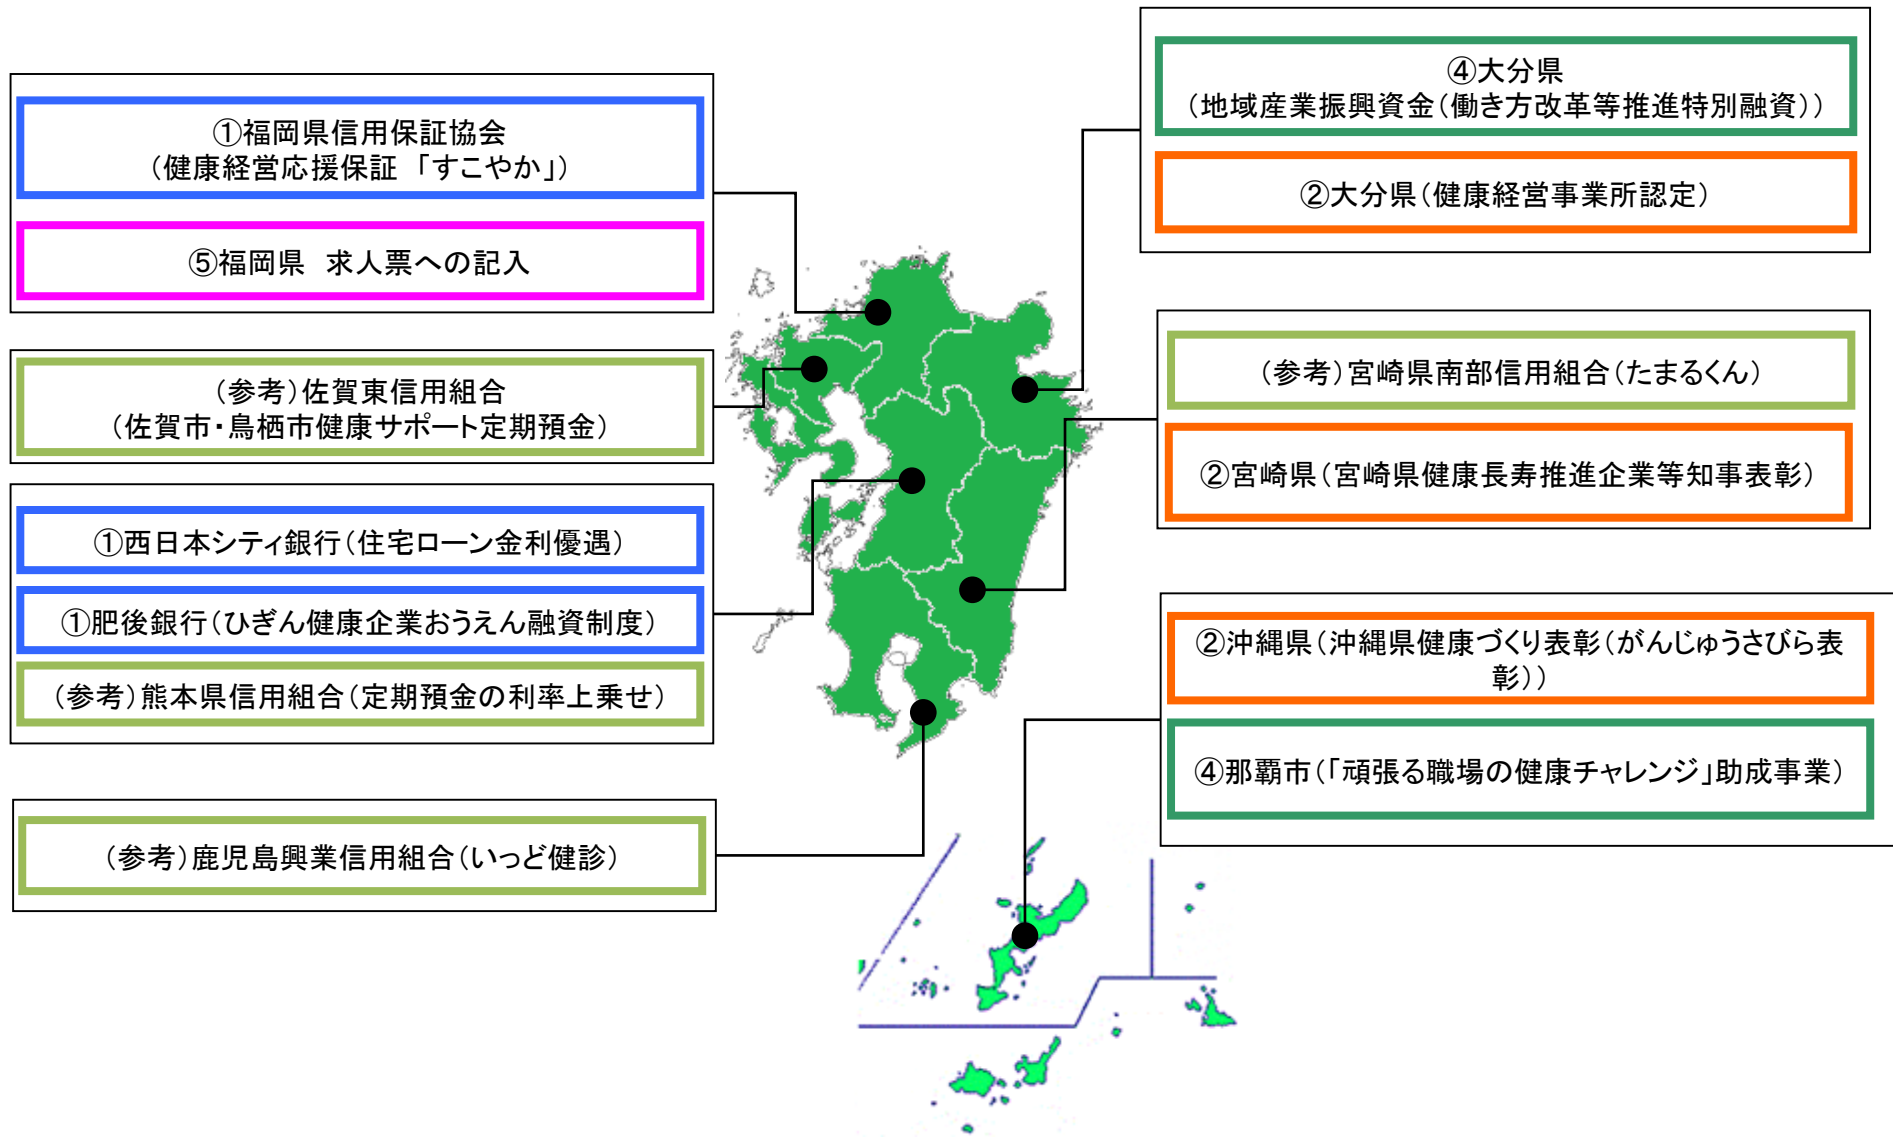 ①福岡県信用保証協会
（健康経営応援保証　「すこやか」）
⑤福岡県　求人票への記入
（参考）佐賀東信用組合
（佐賀市・鳥栖市健康サポート定期預金）
①西日本シティ銀行（住宅ローン金利優遇）
①肥後銀行（ひぎん健康企業おうえん融資制度）
（参考）熊本県信用組合（定期預金の利率上乗せ）
（参考）鹿児島興業信用組合（いっど健診）
④大分県
（地域産業振興資金（働き方改革等推進特別融資））
②大分県（健康経営事業所認定）
（参考）宮崎県南部信用組合（たまるくん）
②宮崎県（宮崎県健康長寿推進企業等知事表彰）
②沖縄県（沖縄県健康づくり表彰（がんじゅうさびら表
彰））
④那覇市（「頑張る職場の健康チャレンジ」助成事業）